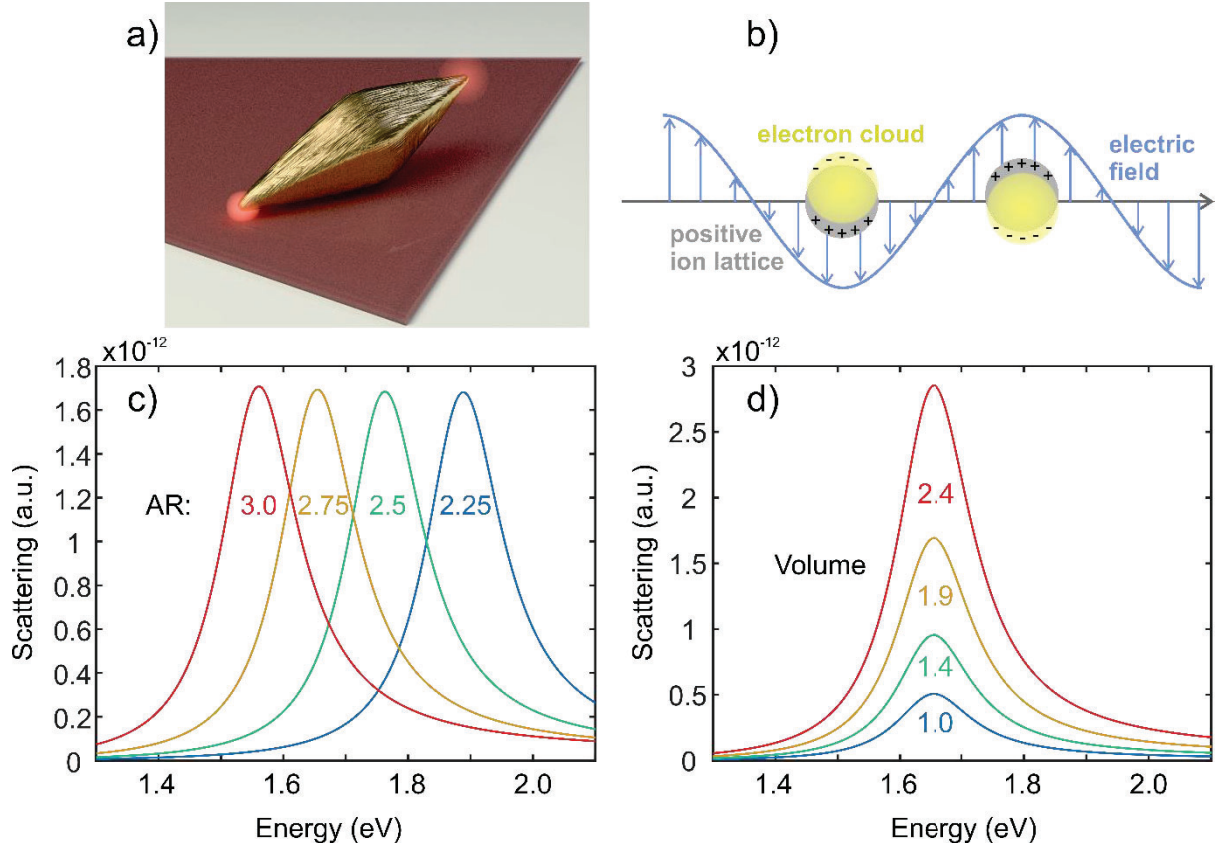 a)
b)
electron cloud
electric
field
positive
ion lattice
- - - -
+ + + + +
+ + + + +
- - - -
x10-12
c)
1.8
1.6
1.4
1.2
1
0.8
0.6
0.4
0.2
0
AR:
3.0
2.75
2.5
2.25
1.4
1.6
1.8
2.0
Scattering (a.u.)
Energy (eV)
x10-12
d)
3
2.5
2
1.5
1
0.5
0
Volume
2.4
1.9
1.4
1.0
1.4
1.6
1.8
2.0
Scattering (a.u.)
Energy (eV)